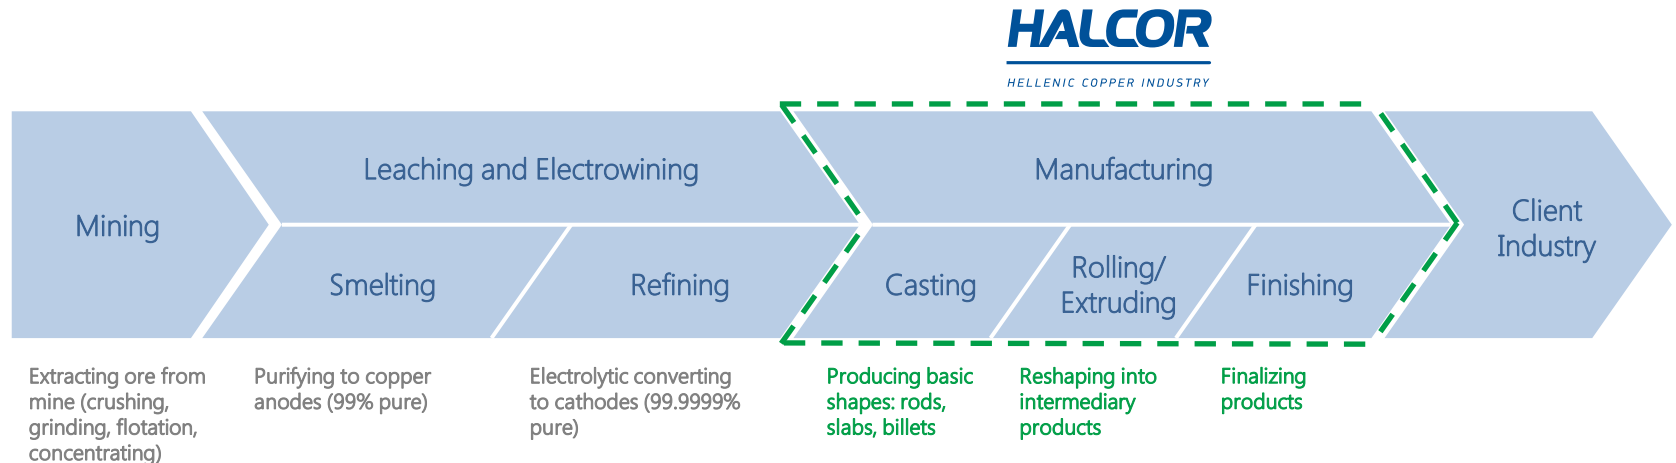 HALCOR
HELLENIC COPPER INDUSTRY
Mining
Leaching and Electrowining
Smelting
Refining
Manufacturing
Casting
Rolling/
Extruding
Finishing
Client
Industry
Extracting ore from
mine (crushing,
grinding, flotation,
concentrating)
Purifying to copper
anodes (99% pure)
Electrolytic converting
to cathodes (99.9999%
pure)
Producing basic
shapes: rods,
slabs, billets
Reshaping into
intermediary
products
Finalizing
products